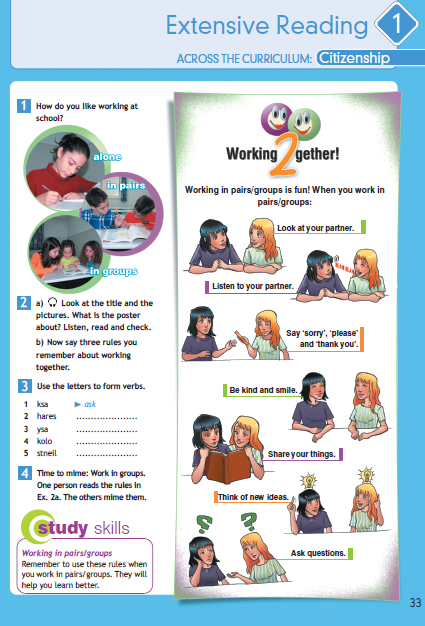 Extensive Reading 1
ACROSS THE CURRICULUM: Citizenship
1 How do you like working at
school?
alone
in pairs
in groups
2 a) Look at the title and the
pictures. What is the poster
about? Listen, read and check.
b) Now say three rules you
remember about working
together.
3 Use the letters to form verbs.
1 ksa ► ask
2 hares .....................
3 ysa .....................
4 kolo .....................
5 stneil .....................
4 Time to mime: Work in groups.
One person reads the rules in
Ex. 2a. The others mime them.
study skills
Working in pairs/groups
Remember to use these rules when
you work in pairs/groups. They will
help you learn better.
Working 2gether!
Working in pairs/groups is fun! When you work in
pairs/groups:
Look at your partner.
Listen to your partner.
Say 'sorry', 'please'
and 'thank you'.
Be kind and smile.
Share your things.
Think of new ideas.
Ask questions.
33